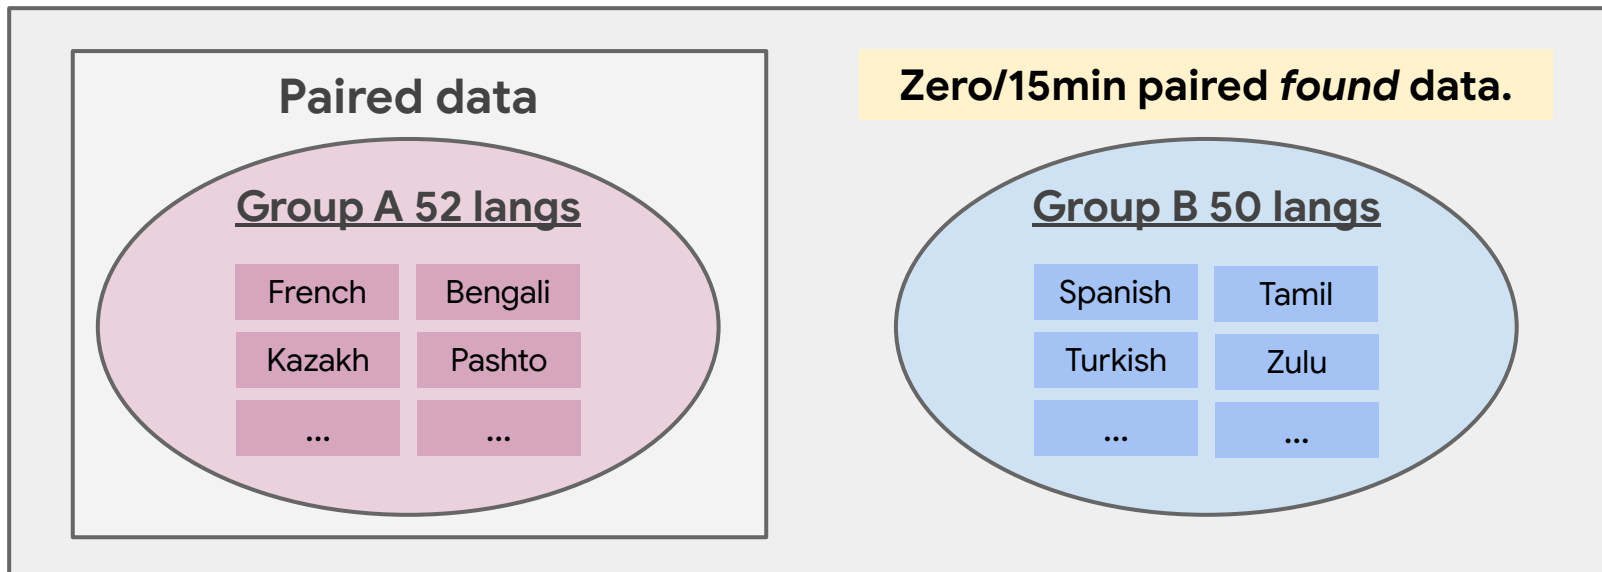 Paired data
Group A 52 langs
French Bengali
Kazakh Pashto
... ...
Zero/15min paired found data.
Group B 50 langs
Spanish Tamil
Turkish Zulu
... ...